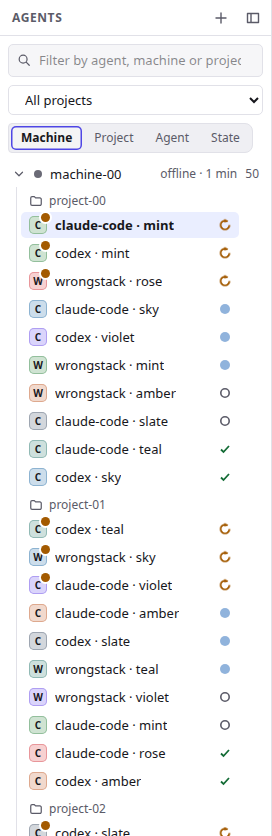 AGENTS
Filter by agent, machine or projec
All projects
Machine Project Agent State
machine-00 offline · 1 min 50
project-00
C claude-code · mint
C codex · mint
W wrongstack · rose
C claude-code · sky
C codex · violet
W wrongstack · mint
W wrongstack · amber
C claude-code · slate
C claude-code · teal
C codex · sky
project-01
C codex · teal
W wrongstack · sky
C claude-code · violet
C claude-code · amber
C codex · slate
W wrongstack · teal
W wrongstack · violet
C claude-code · mint
C claude-code · rose
C codex · amber
project-02
C codex · slate